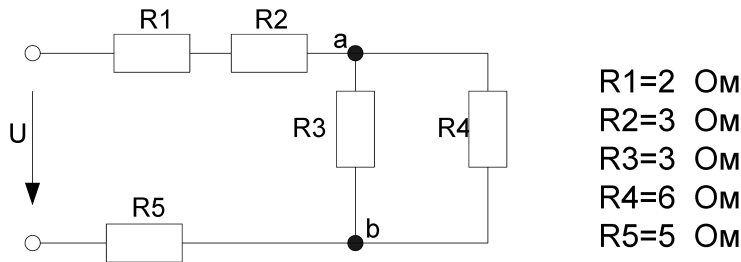 R1 R2 a
R3 R4
U
R5 b
R1=2 Ом
R2=3 Ом
R3=3 Ом
R4=6 Ом
R5=5 Ом